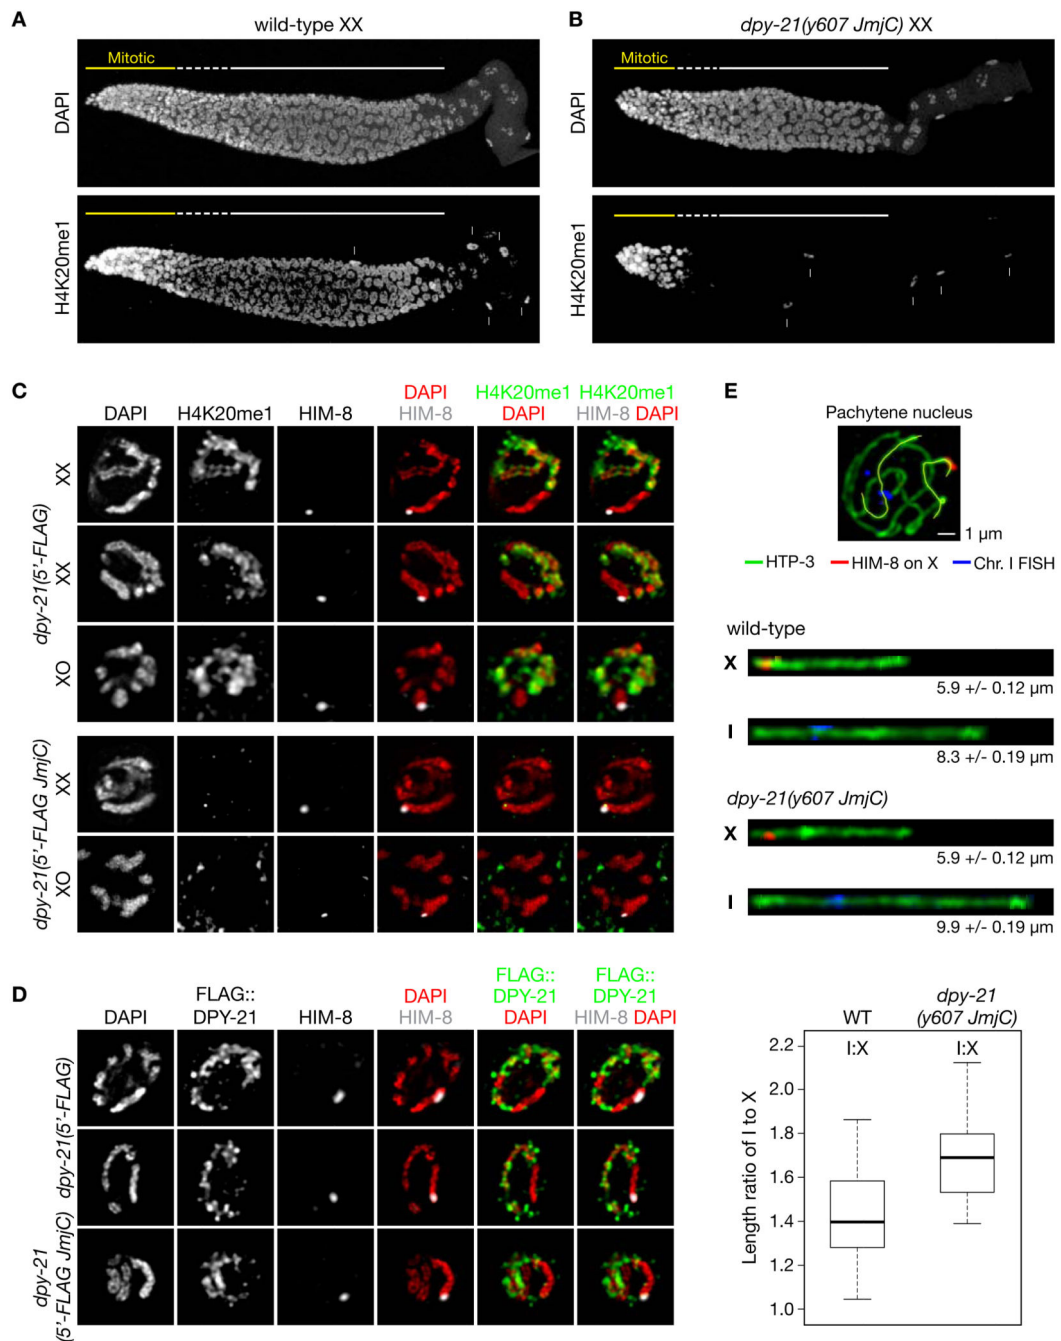 A
wild-type XX
Mitotic
DAPI
H4K20me1
B
dpy-21(y607 JmjC) XX
Mitotic
DAPI
H4K20me1
C
DAPI H4K20me1 HIM-8 DAPI HIM-8 H4K20me1 DAPI H4K20me1 HIM-8 DAPI
dpy-21(5'-FLAG)
XX
XX
XO
dpy-21(5'-FLAG JmjC)
XX
XO
D
DAPI FLAG:: DPY-21 HIM-8 DAPI HIM-8 FLAG:: DPY-21 DAPI FLAG:: DPY-21 HIM-8 DAPI
dpy-21(5'-FLAG)
dpy-21
(5'-FLAG JmjC)
E
Pachytene nucleus
1 µm
HTP-3 HIM-8 on X Chr. I FISH
wild-type
X
5.9 +/- 0.12 µm
I
8.3 +/- 0.19 µm
dpy-21(y607 JmjC)
X
5.9 +/- 0.12 µm
I
9.9 +/- 0.19 µm
WT
dpy-21
(y607 JmjC)
I:X I:X
Length ratio of I to X
2.2
2.0
1.8
1.6
1.4
1.2
1.0